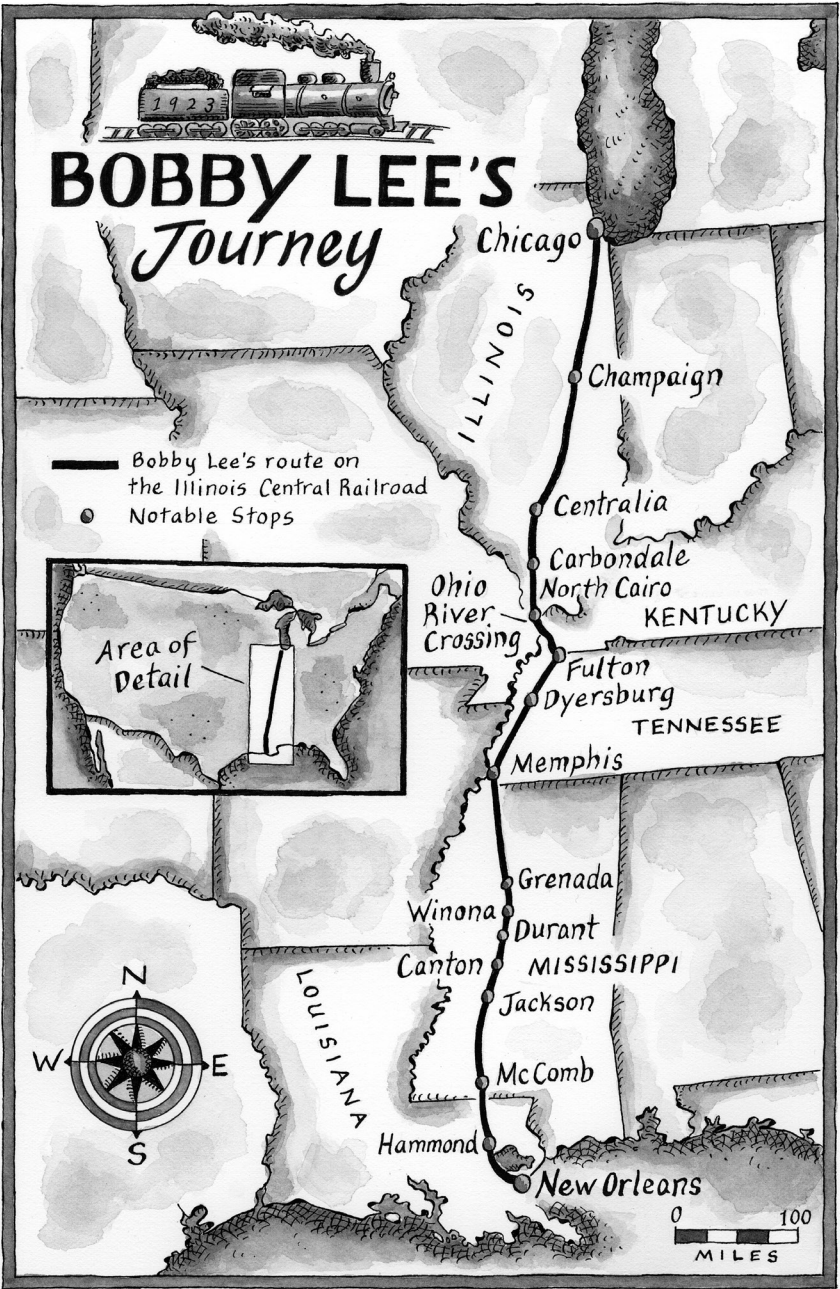 1923
BOBBY LEE'S
Journey
Chicago
ILLINOIS
Champaign
Bobby Lee's route on
the Illinois Central Railroad
Notable Stops
Centralia
Carbondale
North Cairo
Ohio
River
Crossing
KENTUCKY
Fulton
Dyersburg
TENNESSEE
Area of
Detail
Memphis
Grenada
Winona
Durant
Canton
MISSISSIPPI
Jackson
LOUISIANA
N
W
E
S
McComb
Hammond
New Orleans
0 100
MILES